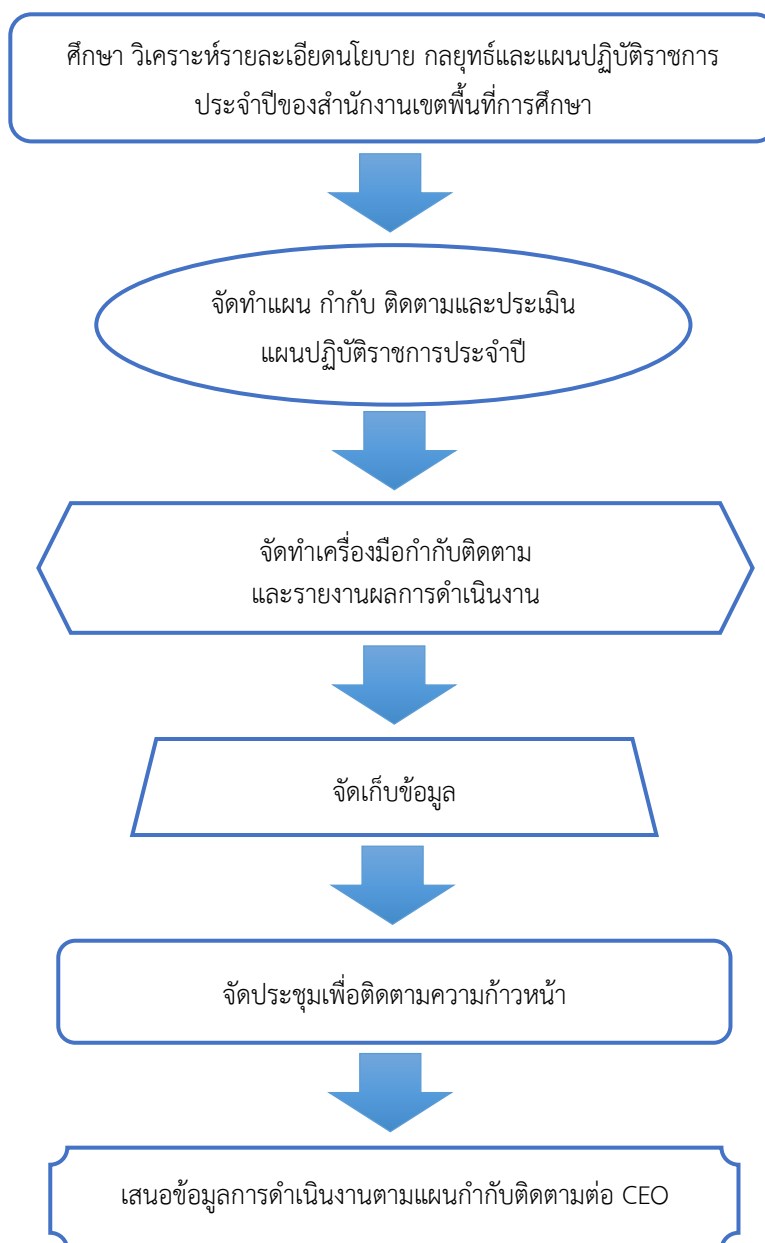 ศึกษา วิเคราะห์รายละเอียดนโยบาย กลยุทธ์และแผนปฏิบัติราชการ
ประจำปีของสำนักงานเขตพื้นที่การศึกษา
จัดทำแผน กำกับ ติดตามและประเมิน
แผนปฏิบัติราชการประจำปี
จัดทำเครื่องมือกำกับติดตาม
และรายงานผลการดำเนินงาน
จัดเก็บข้อมูล
จัดประชุมเพื่อติดตามความก้าวหน้า
เสนอข้อมูลการดำเนินงานตามแผนกำกับติดตามต่อ CEO